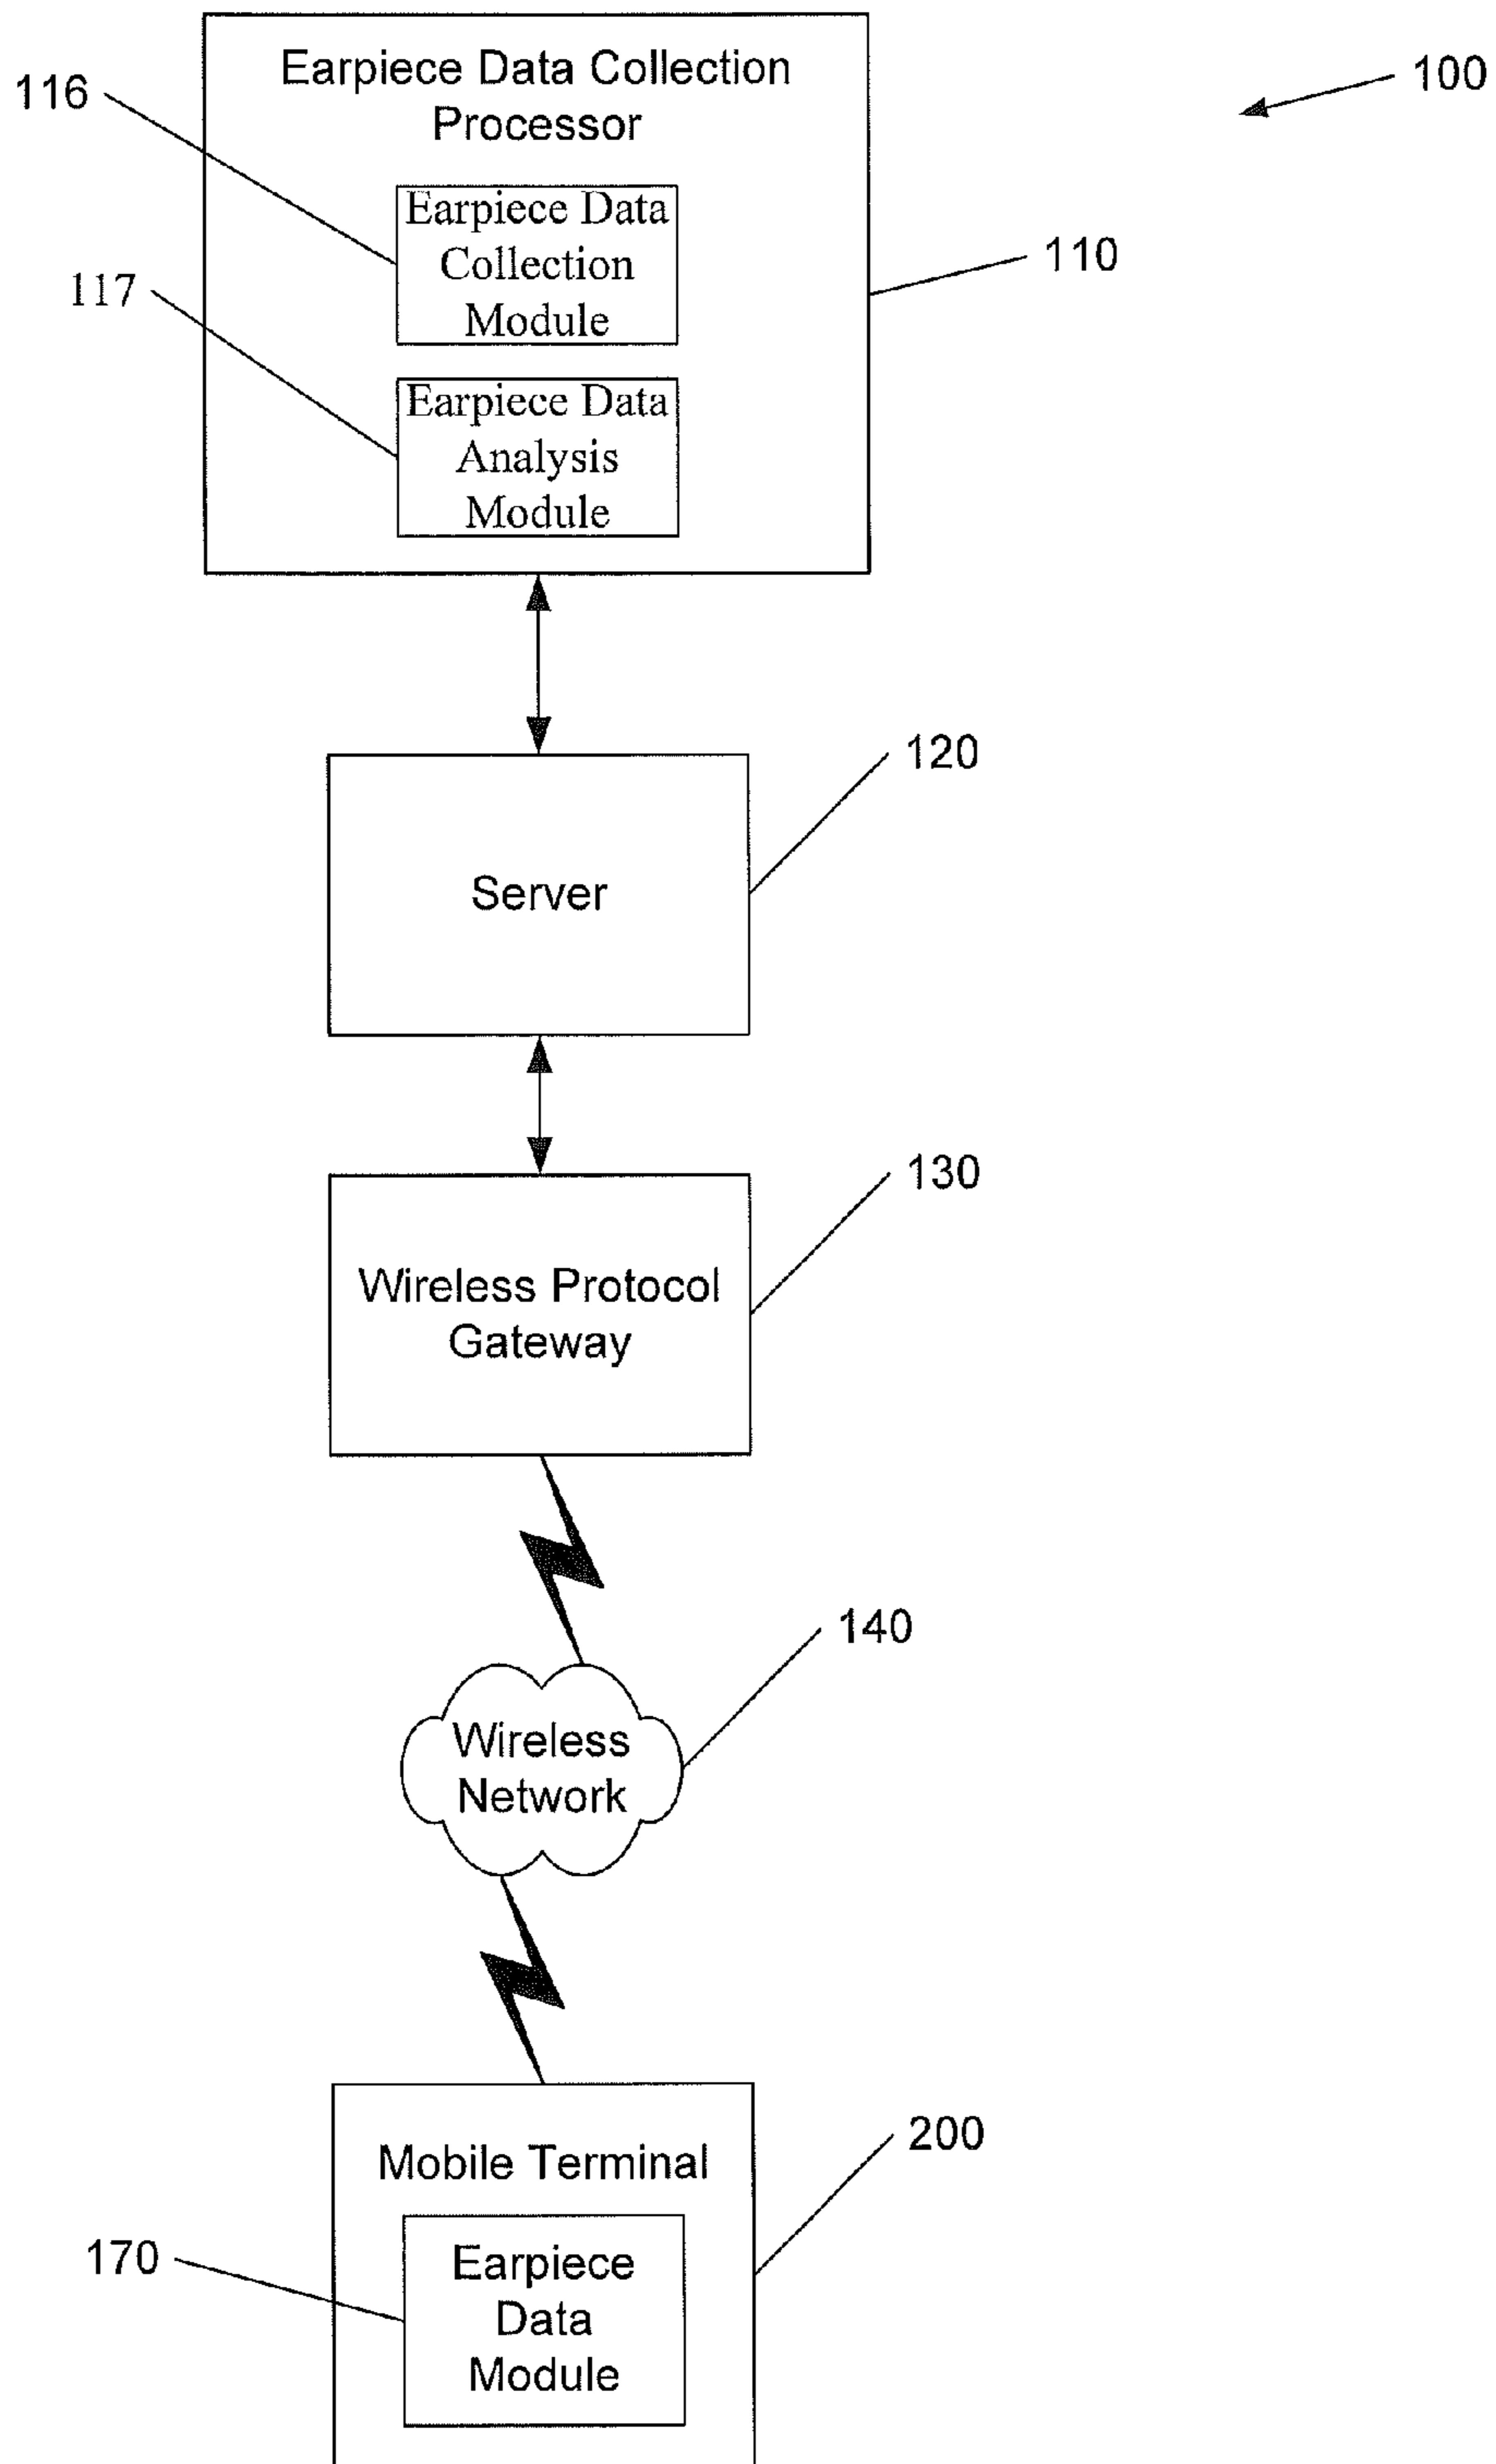 Earpiece Data Collection
Processor
100
116
Earpiece Data
Collection
Module
110
117
Earpiece Data
Analysis
Module
120
Server
130
Wireless Protocol
Gateway
140
Wireless
Network
200
Mobile Terminal
170
Earpiece
Data
Module